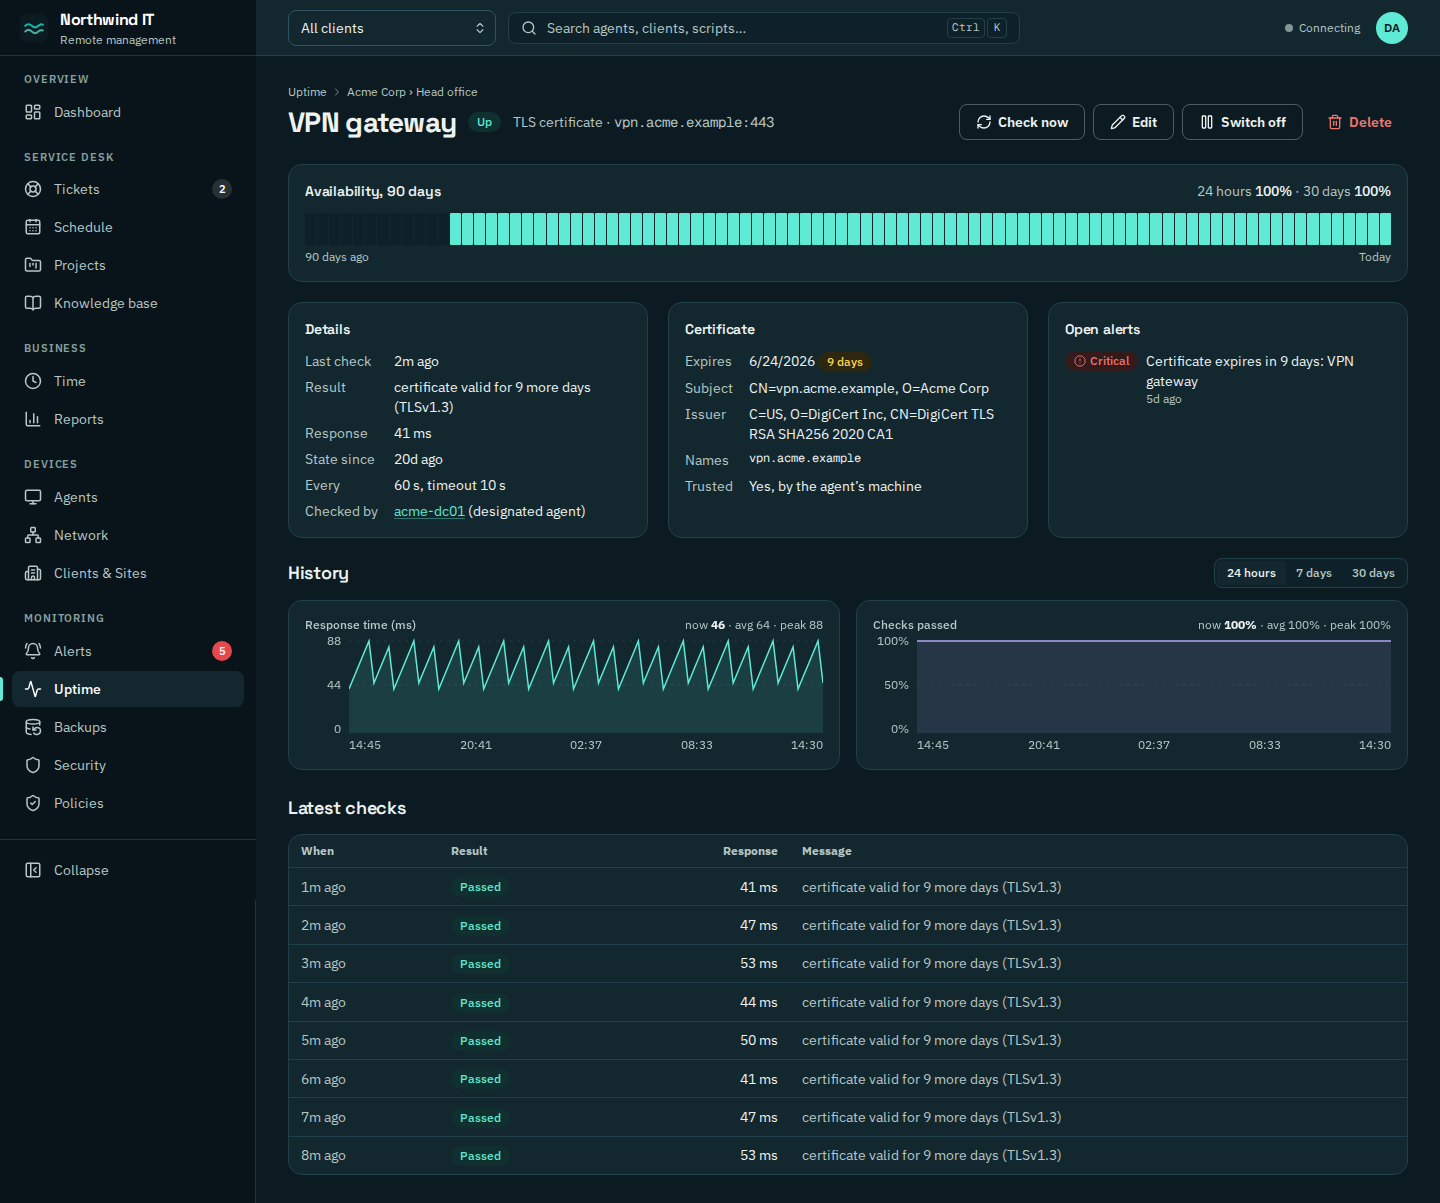 Northwind IT
Remote management
All clients
Search agents, clients, scripts...
Ctrl K
Connecting
DA
OVERVIEW
Dashboard
SERVICE DESK
Tickets 2
Schedule
Projects
Knowledge base
BUSINESS
Time
Reports
DEVICES
Agents
Network
Clients & Sites
MONITORING
Alerts 5
Uptime
Backups
Security
Policies
Collapse
Uptime › Acme Corp › Head office
VPN gateway Up TLS certificate · vpn.acme.example:443
Check now
Edit
Switch off
Delete
Availability, 90 days
24 hours 100% · 30 days 100%
90 days ago
Today
Details
Last check 2m ago
Result certificate valid for 9 more days
(TLSv1.3)
Response 41 ms
State since 20d ago
Every 60 s, timeout 10 s
Checked by acme-dc01 (designated agent)
Certificate
Expires 6/24/2026 9 days
Subject CN=vpn.acme.example, O=Acme Corp
Issuer C=US, O=DigiCert Inc, CN=DigiCert TLS
RSA SHA256 2020 CA1
Names vpn.acme.example
Trusted Yes, by the agent's machine
Open alerts
Critical Certificate expires in 9 days: VPN
gateway
5d ago
History
24 hours 7 days 30 days
Response time (ms)
now 46 · avg 64 · peak 88
88
44
0
14:45 20:41 02:37 08:33 14:30
Checks passed
now 100% · avg 100% · peak 100%
100%
50%
0%
14:45 20:41 02:37 08:33 14:30
Latest checks
When Result Response Message
1m ago Passed 41 ms certificate valid for 9 more days (TLSv1.3)
2m ago Passed 47 ms certificate valid for 9 more days (TLSv1.3)
3m ago Passed 53 ms certificate valid for 9 more days (TLSv1.3)
4m ago Passed 44 ms certificate valid for 9 more days (TLSv1.3)
5m ago Passed 50 ms certificate valid for 9 more days (TLSv1.3)
6m ago Passed 41 ms certificate valid for 9 more days (TLSv1.3)
7m ago Passed 47 ms certificate valid for 9 more days (TLSv1.3)
8m ago Passed 53 ms certificate valid for 9 more days (TLSv1.3)